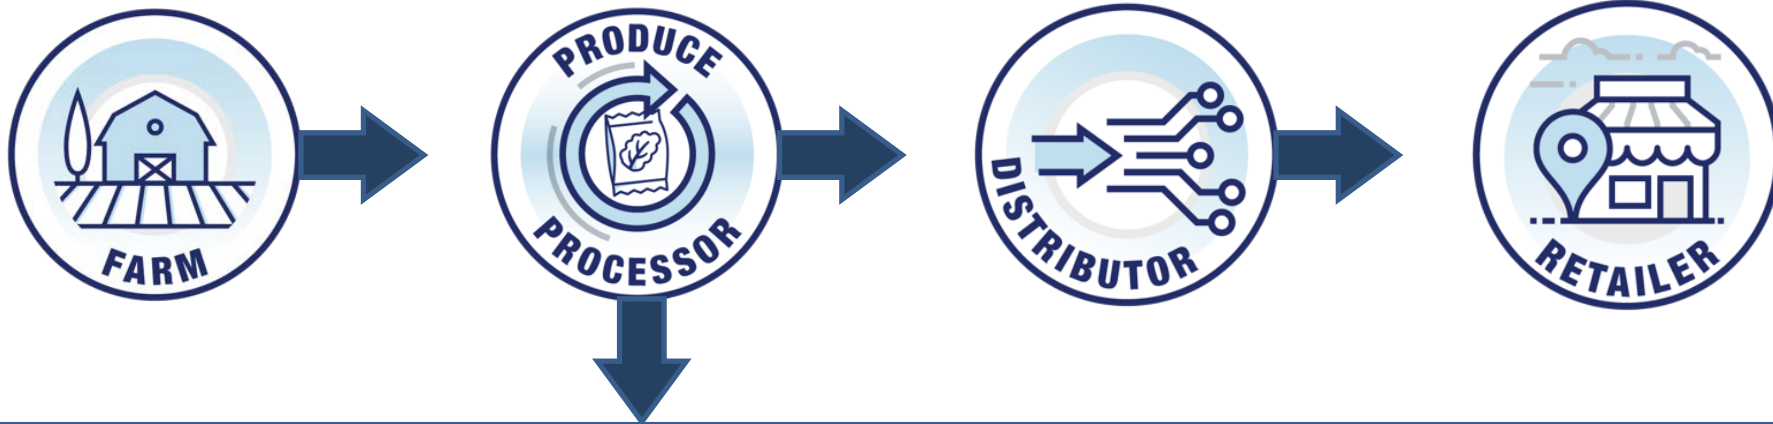 FARM
PRODUCE
PROCESSOR
DISTRIBUTOR
RETAILER